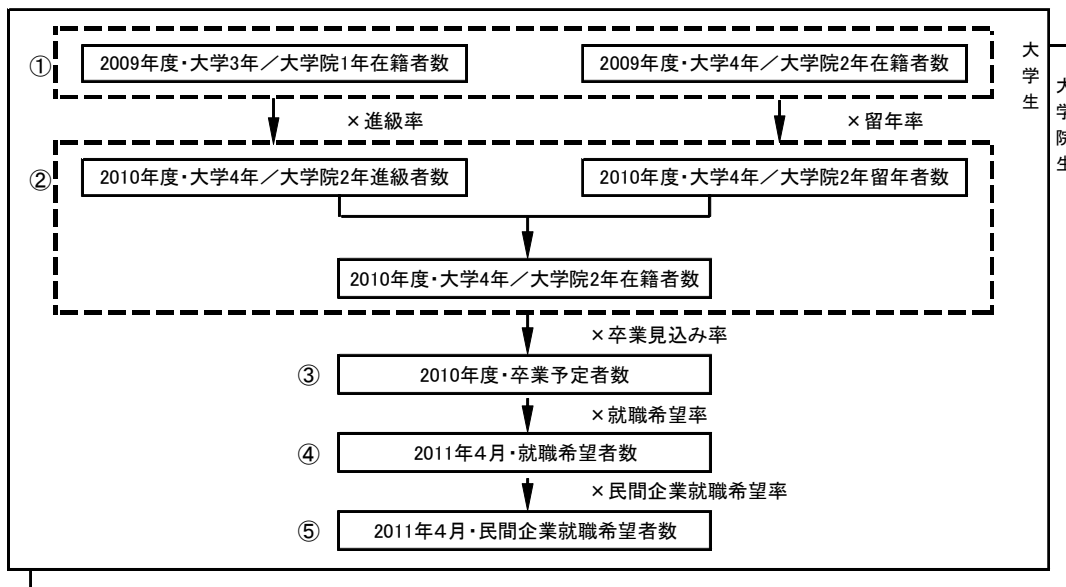 ①
2009年度・大学3年／大学院1年在籍者数
2009年度・大学4年／大学院2年在籍者数
大学生
大学院生
×進級率
×留年率
②
2010年度・大学4年／大学院2年進級者数
2010年度・大学4年／大学院2年留年者数
2010年度・大学4年／大学院2年在籍者数
×卒業見込み率
③
2010年度・卒業予定者数
×就職希望率
④
2011年４月・就職希望者数
×民間企業就職希望率
⑤
2011年４月・民間企業就職希望者数